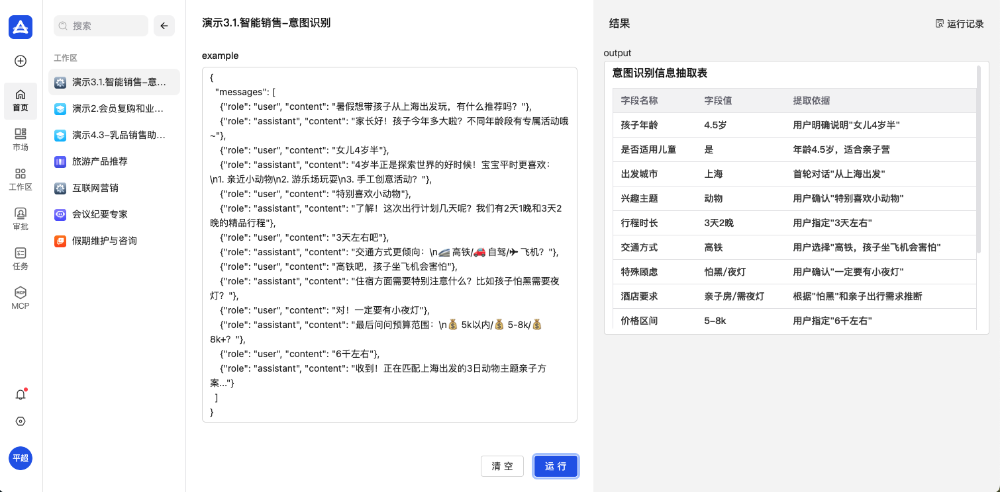 首页
市场
工作区
审批
任务
MCP
平超
搜索
工作区
演示3.1.智能销售-意...
演示2.会员复购和业...
演示4.3-乳品销售助...
旅游产品推荐
互联网营销
会议纪要专家
假期维护与咨询
演示3.1.智能销售-意图识别
example
{
"messages": [
{"role": "user", "content": "暑假想带孩子从上海出发玩，有什么推荐吗？"},
{"role": "assistant", "content": "家长好！孩子今年多大啦？不同年龄段有专属活动哦
~"},
{"role": "user", "content": "女儿4岁半"},
{"role": "assistant", "content": "4岁半正是探索世界的好时候！宝宝平时更喜欢：
\n1. 亲近小动物\n2. 游乐场玩耍\n3. 手工创意活动？"},
{"role": "user", "content": "特别喜欢小动物"},
{"role": "assistant", "content": "了解！这次出行计划几天呢？我们有2天1晚和3天2
晚的精品行程"},
{"role": "user", "content": "3天左右吧"},
{"role": "assistant", "content": "交通方式更倾向：\n🚄高铁/🚗自驾/✈飞机？"},
{"role": "user", "content": "高铁吧，孩子坐飞机会害怕"},
{"role": "assistant", "content": "住宿方面需要特别注意什么？比如孩子怕黑需要夜
灯？"},
{"role": "user", "content": "对！一定要有小夜灯"},
{"role": "assistant", "content": "最后问问预算范围：\n💰 5k以内/💰 5-8k/💰
8k+？"},
{"role": "user", "content": "6千左右"},
{"role": "assistant", "content": "收到！正在匹配上海出发的3日动物主题亲子方
案..."}
]
}
清 空
运 行
结果
运行记录
output
意图识别信息抽取表
字段名称 字段值 提取依据
孩子年龄 4.5岁 用户明确说明"女儿4岁半"
是否适用儿童 是 年龄4.5岁，适合亲子营
出发城市 上海 首轮对话"从上海出发"
兴趣主题 动物 用户确认"特别喜欢小动物"
行程时长 3天2晚 用户指定"3天左右"
交通方式 高铁 用户选择"高铁，孩子坐飞机会害怕"
特殊顾虑 怕黑/夜灯 用户确认"一定要有小夜灯"
酒店要求 亲子房/需夜灯 根据"怕黑"和亲子出行需求推断
价格区间 5-8k 用户指定"6千左右"